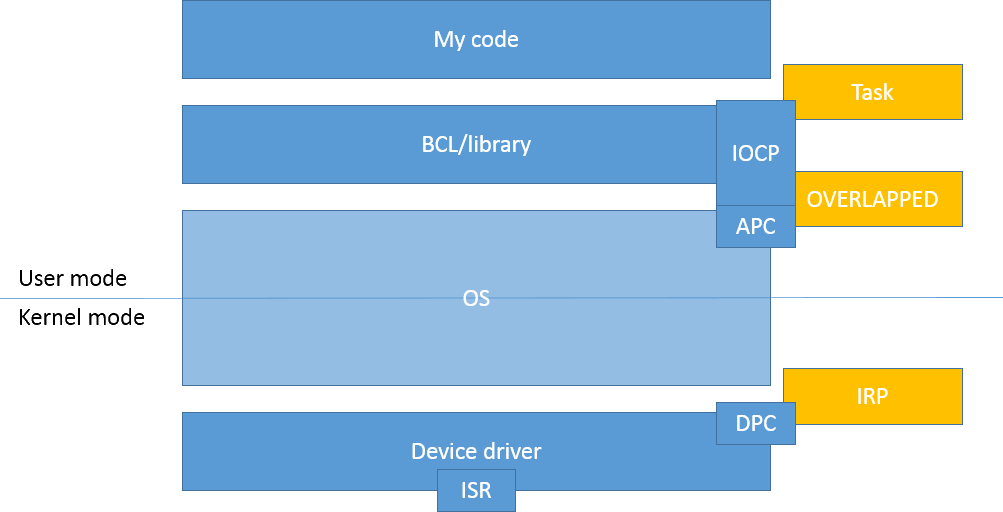 My code
Task
BCL/library
IOCP
OVERLAPPED
APC
User mode
OS
Kernel mode
IRP
DPC
Device driver
ISR